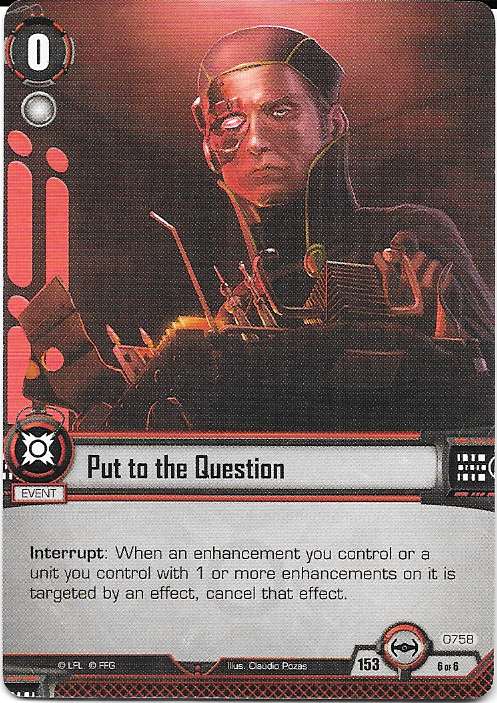 0
Put to the Question
EVENT
Interrupt: When an enhancement you control or a
unit you control with 1 or more enhancements on it is
targeted by an effect, cancel that effect.
0758
© LFL © FFG
Illus. Claudio Pozas
153
6 OF 6